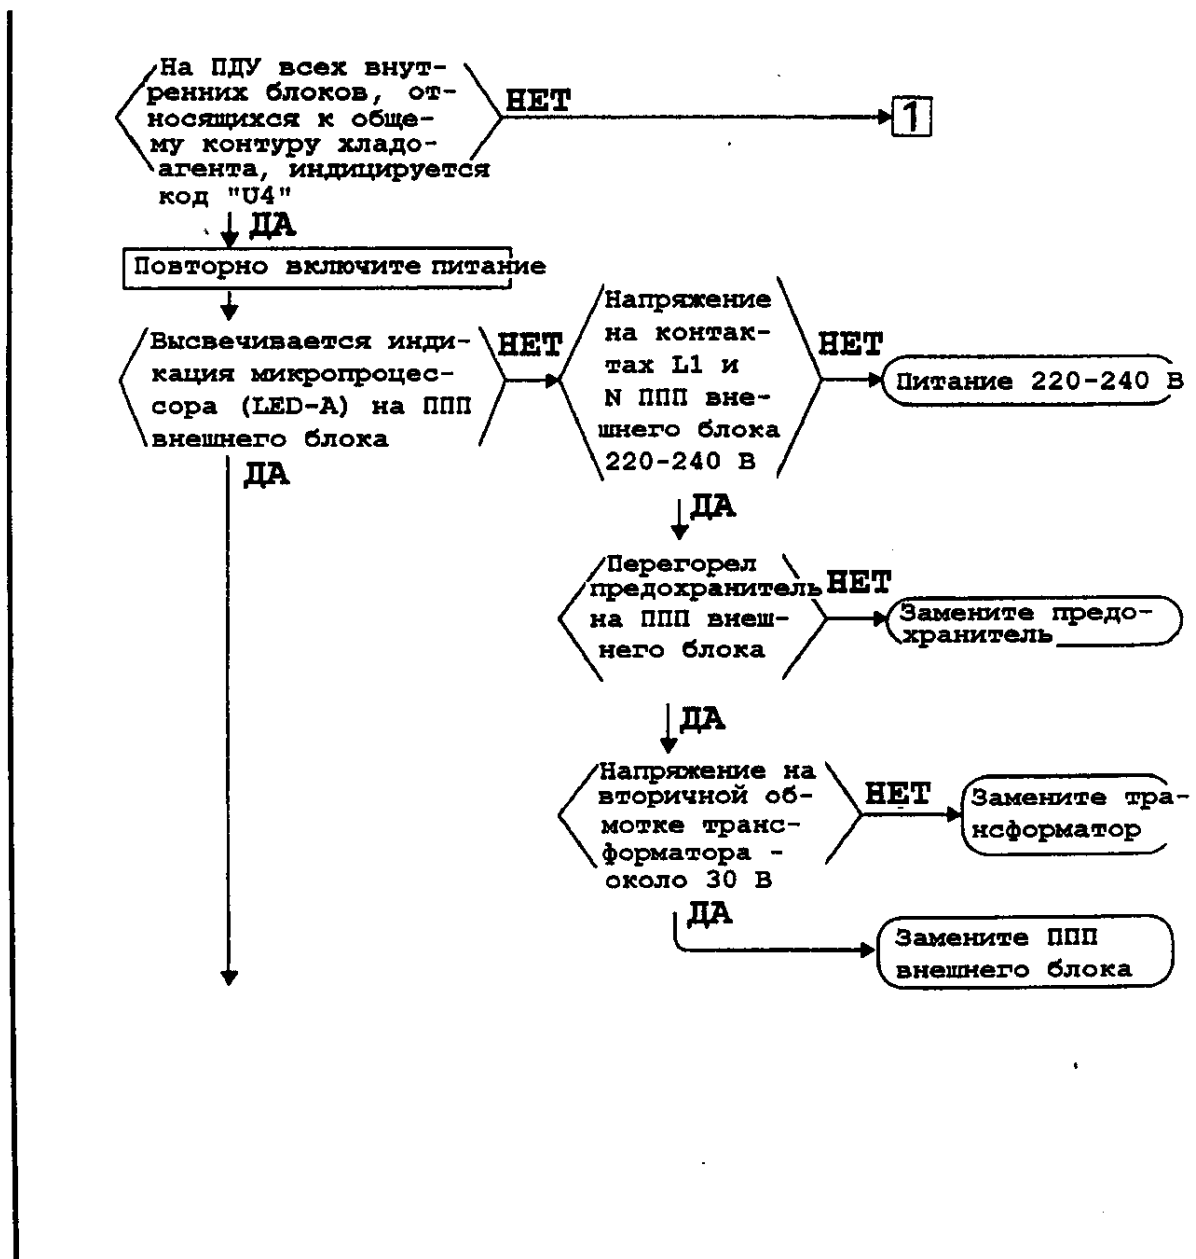 На ПДУ всех внут-
ренних блоков, от-
носящихся к обще-
му контуру хладо-
агента, индицируется
код "U4"
НЕТ
1
ДА
Повторно включите питание
Высвечивается инди-
кация микропроцес-
сора (LED-A) на ППП
внешнего блока
НЕТ
Напряжение
на контак-
тах L1 и
N ППП вне-
шнего блока
220-240 В
НЕТ
Питание 220-240 В
ДА
ДА
Перегорел
предохранитель
на ППП внеш-
него блока
НЕТ
Замените предо-
хранитель
ДА
Напряжение на
вторичной об-
мотке транс-
форматора -
около 30 В
НЕТ
Замените тра-
нсформатор
ДА
Замените ППП
внешнего блока